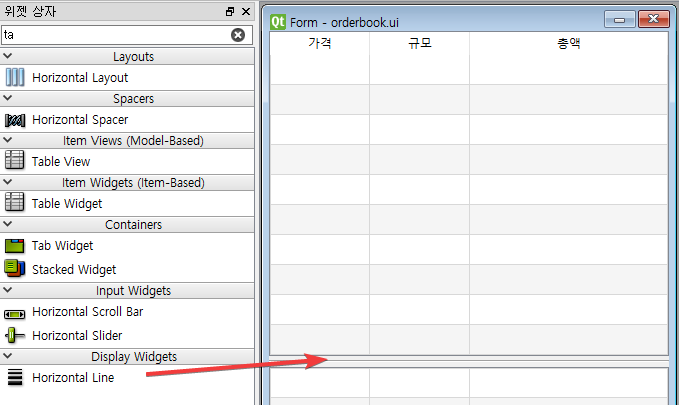 위젯 상자
ta
Layouts
Horizontal Layout
Spacers
Horizontal Spacer
Item Views (Model-Based)
Table View
Item Widgets (Item-Based)
Table Widget
Containers
Tab Widget
Stacked Widget
Input Widgets
Horizontal Scroll Bar
Horizontal Slider
Display Widgets
Horizontal Line
Qt Form - orderbook.ui
가격 규모 총액